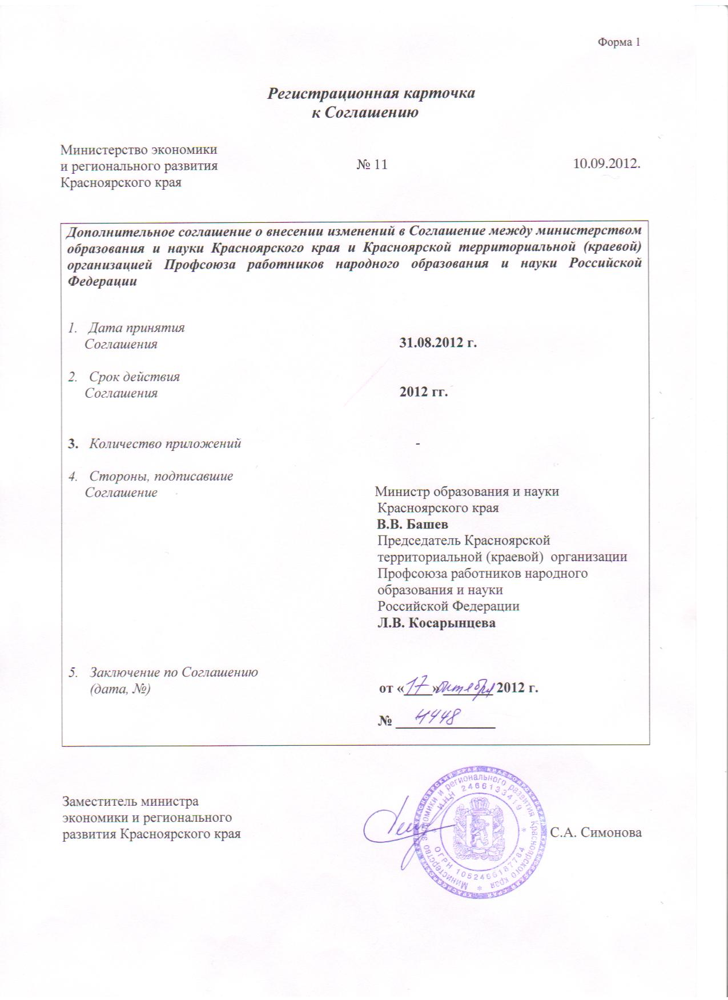 Форма 1
Регистрационная карточка
к Соглашению
Министерство экономики
и регионального развития
Красноярского края
№ 11
10.09.2012.
Дополнительное соглашение о внесении изменений в Соглашение между министерством
образования и науки Красноярского края и Красноярской территориальной (краевой)
организацией Профсоюза работников народного образования и науки Российской
Федерации
1. Дата принятия
Соглашения
31.08.2012 г.
2. Срок действия
Соглашения
2012 гг.
3. Количество приложений -
4. Стороны, подписавшие
Соглашение
Министр образования и науки
Красноярского края
В.В. Башев
Председатель Красноярской
территориальной (краевой) организации
Профсоюза работников народного
образования и науки
Российской Федерации
Л.В. Косарынцева
5. Заключение по Соглашению
(дата, №)
от «17» октября 2012 г.
№ 4448
Заместитель министра
экономики и регионального
развития Красноярского края
С.А. Симонова
Министерство экономики и регионального развития Красноярского края *
ИНН 2466133419 * ОГРН 1052466187784 *